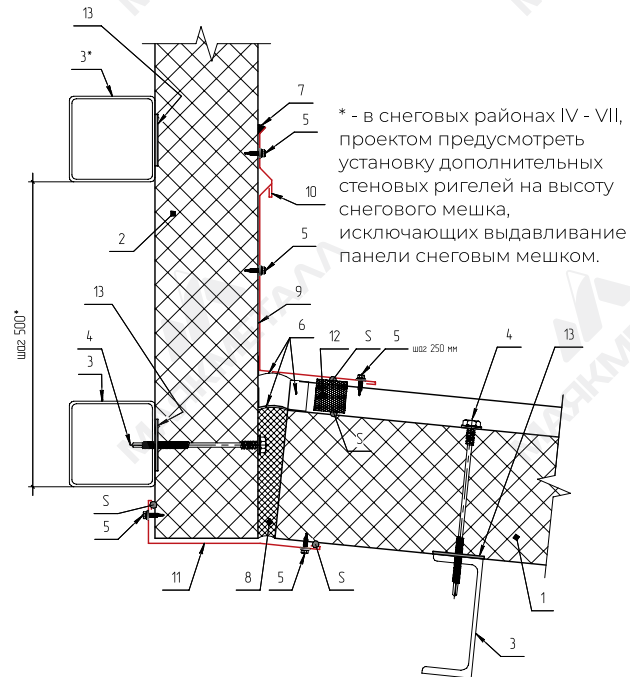 13
3*
7
5
* - в снеговых районах IV - VII,
проектом предусмотреть
установку дополнительных
стеновых ригелей на высоту
снегового мешка,
исключающих выдавливание
панели снеговым мешком.
10
2
5
шаг 500*
13
9
4
6
12
S
5
шаг 250 мм
4
13
3
S
S
5
11
8
5
S
1
3
МАЯКМЕТАЛЛ
МАЯКМЕ